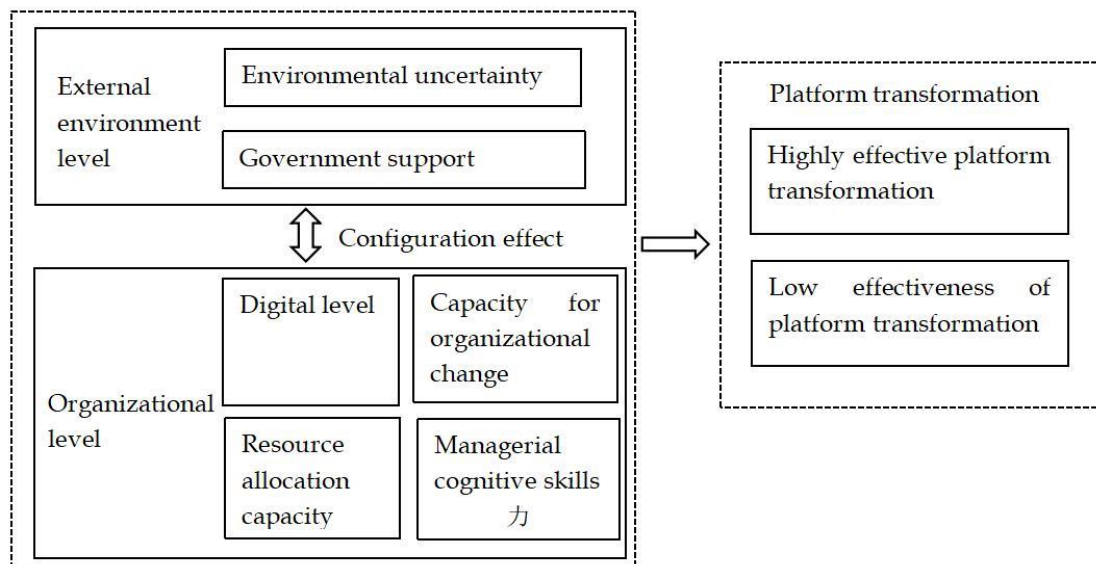 External
environment
level
Environmental uncertainty
Government support
Configuration effect
Organizational
level
Digital level
Capacity for
organizational
change
Resource
allocation
capacity
Managerial
cognitive skills
力
Platform transformation
Highly effective platform
transformation
Low effectiveness of
platform transformation